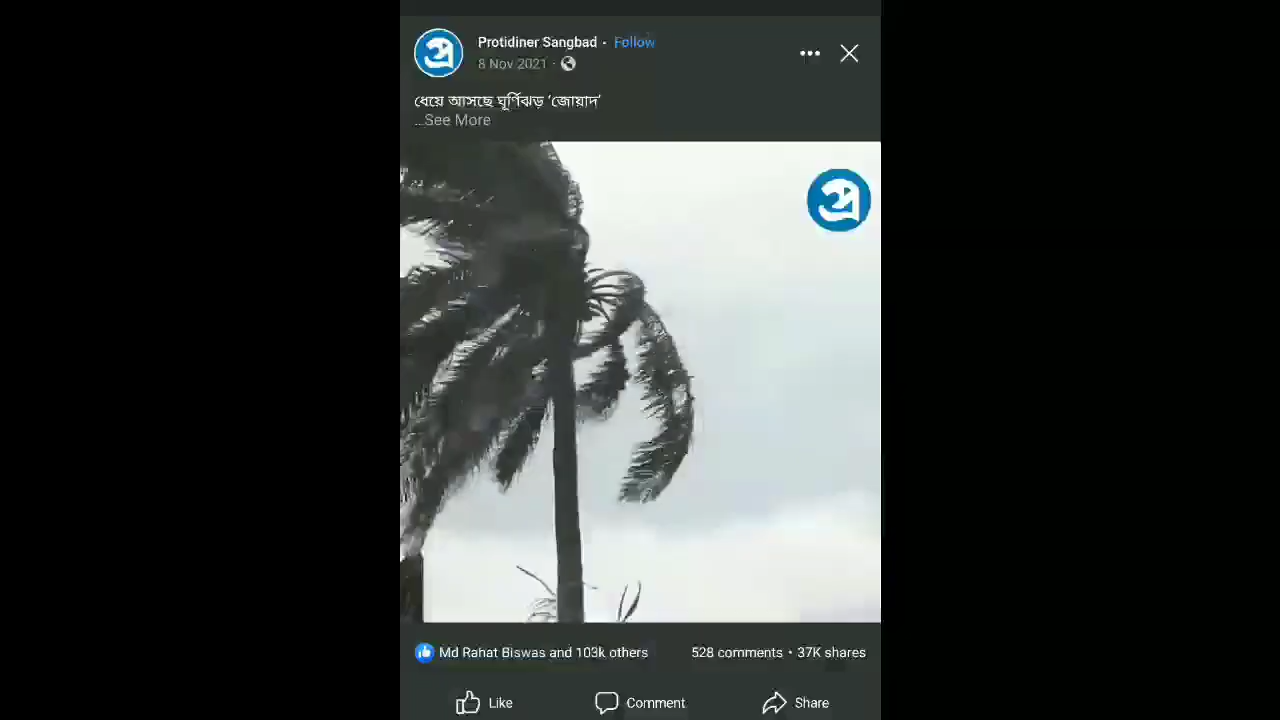 Protidiner Sangbad · Follow
8 Nov 2021 ·
ধেয়ে আসছে ঘূর্ণিঝড় ‘জোয়াদ’
...See More
প্র
Md Rahat Biswas and 103k others 528 comments • 37K shares
Like Comment Share